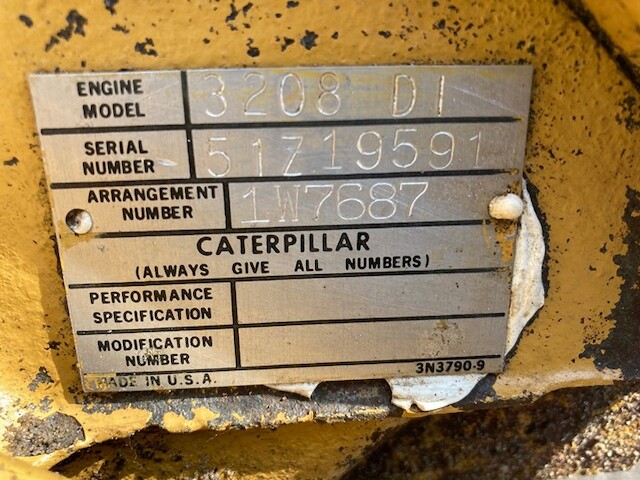 ENGINE MODEL 3208 DI
SERIAL NUMBER 51Z19591
ARRANGEMENT NUMBER 1W7687
CATERPILLAR
(ALWAYS GIVE ALL NUMBERS)
PERFORMANCE SPECIFICATION
MODIFICATION NUMBER
MADE IN U.S.A. 3N3790-9